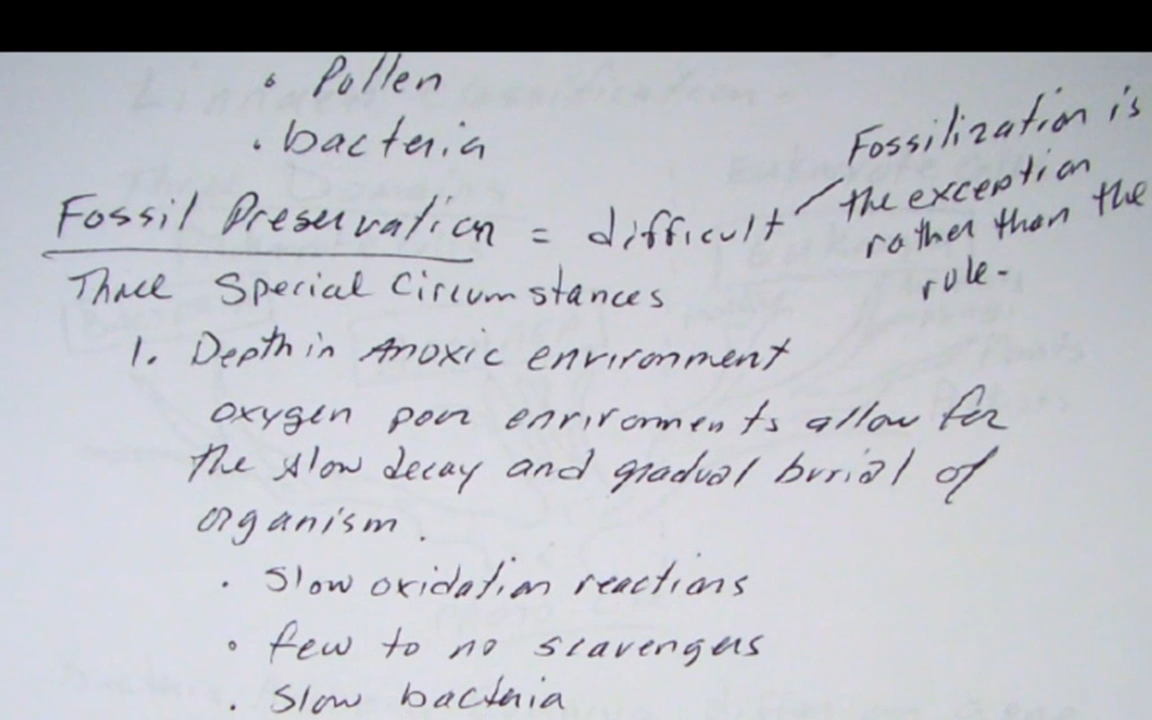 • Pollen
• bacteria
Fossil Preservation = difficult
Fossilization is
the exception
rather than the
rule.
Three Special Circumstances
1. Depth in Anoxic environment
oxygen poor environments allow for
the slow decay and gradual burial of
organism.
• Slow oxidation reactions
• few to no scavengers
• Slow bacteria